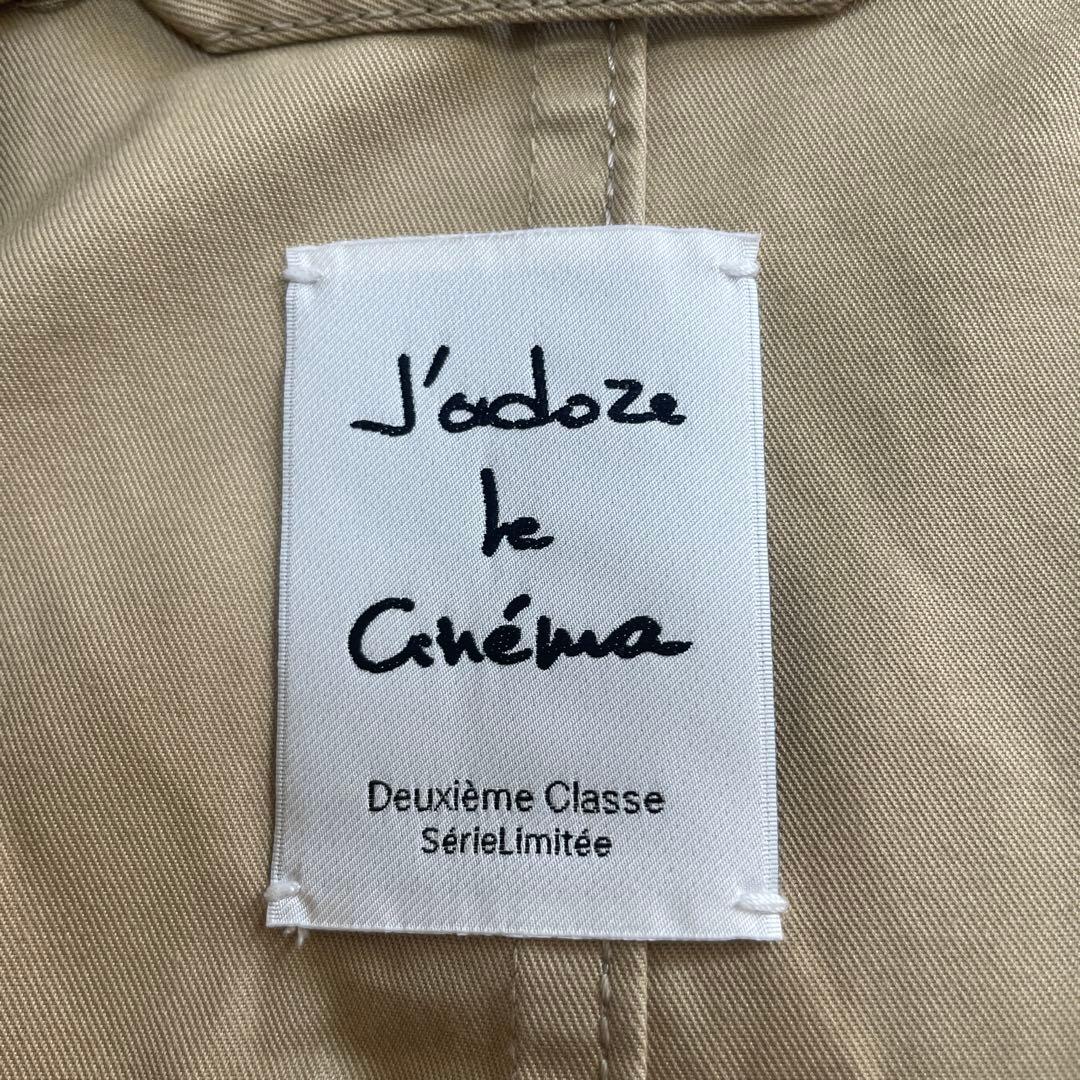 J'adore
le
Cinéma
Deuxième Classe
SérieLimitée